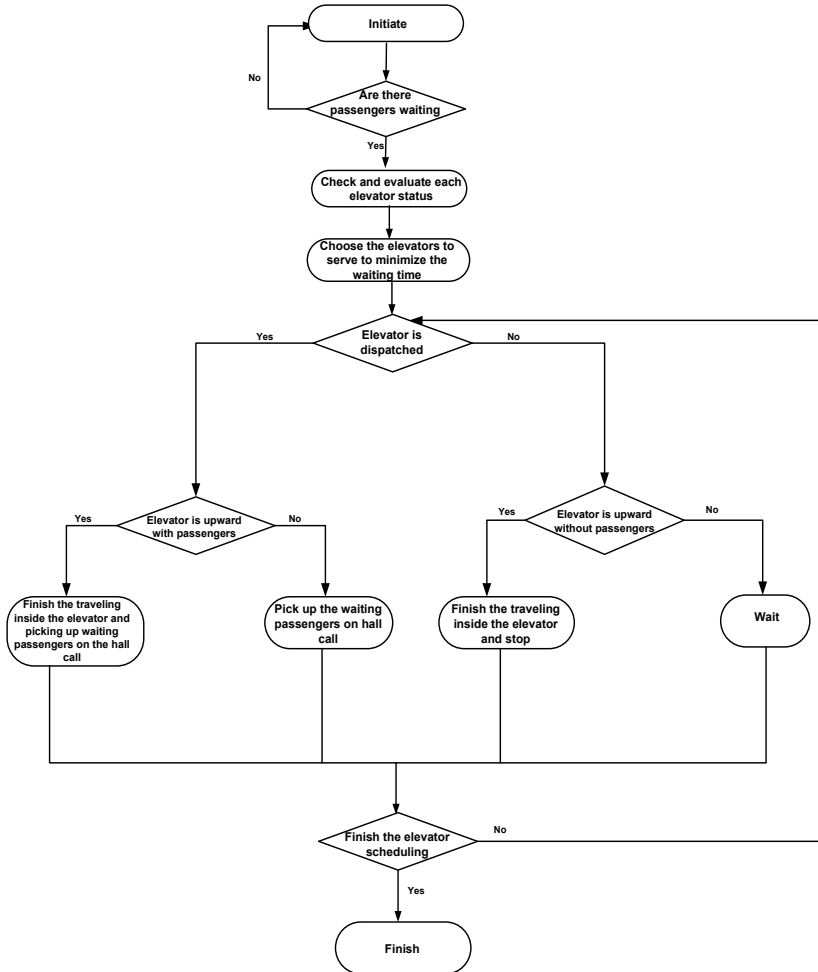 Initiate
No
Are there
passengers waiting
Yes
Check and evaluate each
elevator status
Choose the elevators to
serve to minimize the
waiting time
Yes
Elevator is
dispatched
No
Yes
Elevator is upward
with passengers
No
Yes
Elevator is upward
without passengers
No
Finish the traveling
inside the elevator and
picking up waiting
passengers on the hall
call
Pick up the waiting
passengers on hall
call
Finish the traveling
inside the elevator
and stop
Wait
Finish the elevator
scheduling
No
Yes
Finish